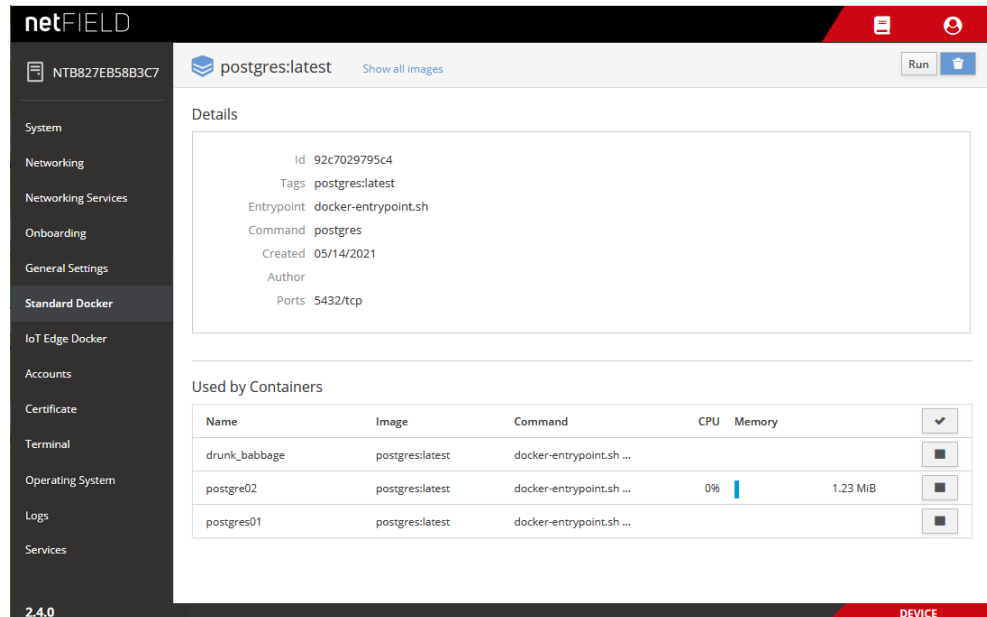 netFIELD
NTB827EB58B3C7
postgres:latest Show all images Run
System
Networking
Networking Services
Onboarding
General Settings
Standard Docker
IoT Edge Docker
Accounts
Certificate
Terminal
Operating System
Logs
Services
2.4.0
Details
Id 92c7029795c4
Tags postgres:latest
Entrypoint docker-entrypoint.sh
Command postgres
Created 05/14/2021
Author
Ports 5432/tcp
Used by Containers
Name Image Command CPU Memory
drunk_babbage postgres:latest docker-entrypoint.sh ...
postgre02 postgres:latest docker-entrypoint.sh ... 0% 1.23 MiB
postgres01 postgres:latest docker-entrypoint.sh ...
DEVICE